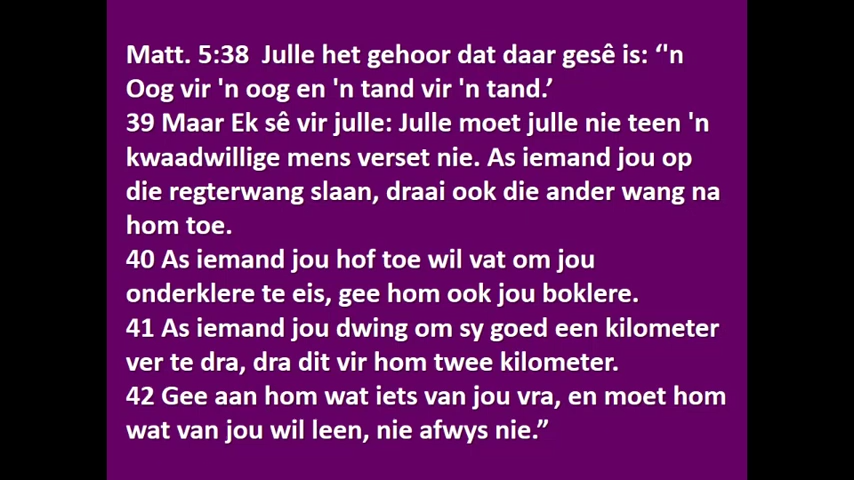 Matt. 5:38  Julle het gehoor dat daar gesê is: “'n
Oog vir 'n oog en 'n tand vir 'n tand.’
39 Maar Ek sê vir julle: Julle moet julle nie teen 'n
kwaadwillige mens verset nie. As iemand jou op
die regterwang slaan, draai ook die ander wang na
hom toe.
40 As iemand jou hof toe wil vat om jou
onderklere te eis, gee hom ook jou boklere.
41 As iemand jou dwing om sy goed een kilometer
ver te dra, dra dit vir hom twee kilometer.
42 Gee aan hom wat iets van jou vra, en moet hom
wat van jou wil leen, nie afwys nie.”